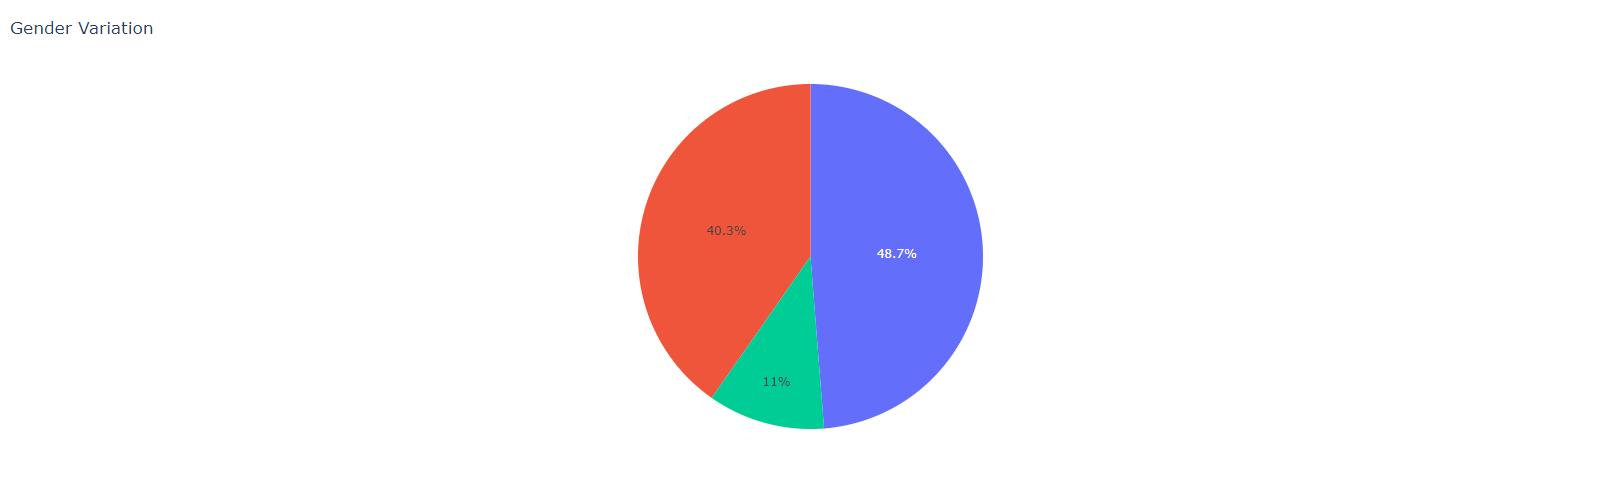 Gender Variation
40.3%
48.7%
11%